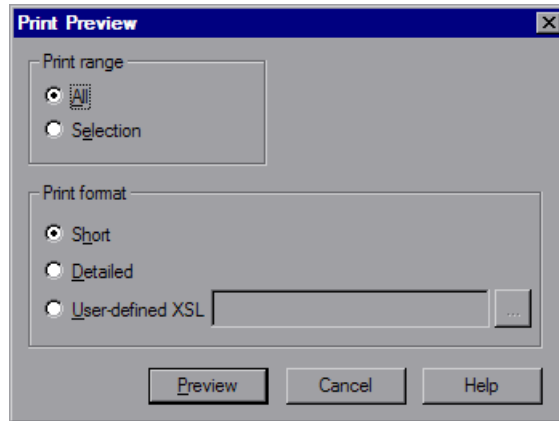 Print Preview
Print range
All
Selection
Print format
Short
Detailed
User-defined XSL
...
Preview Cancel Help